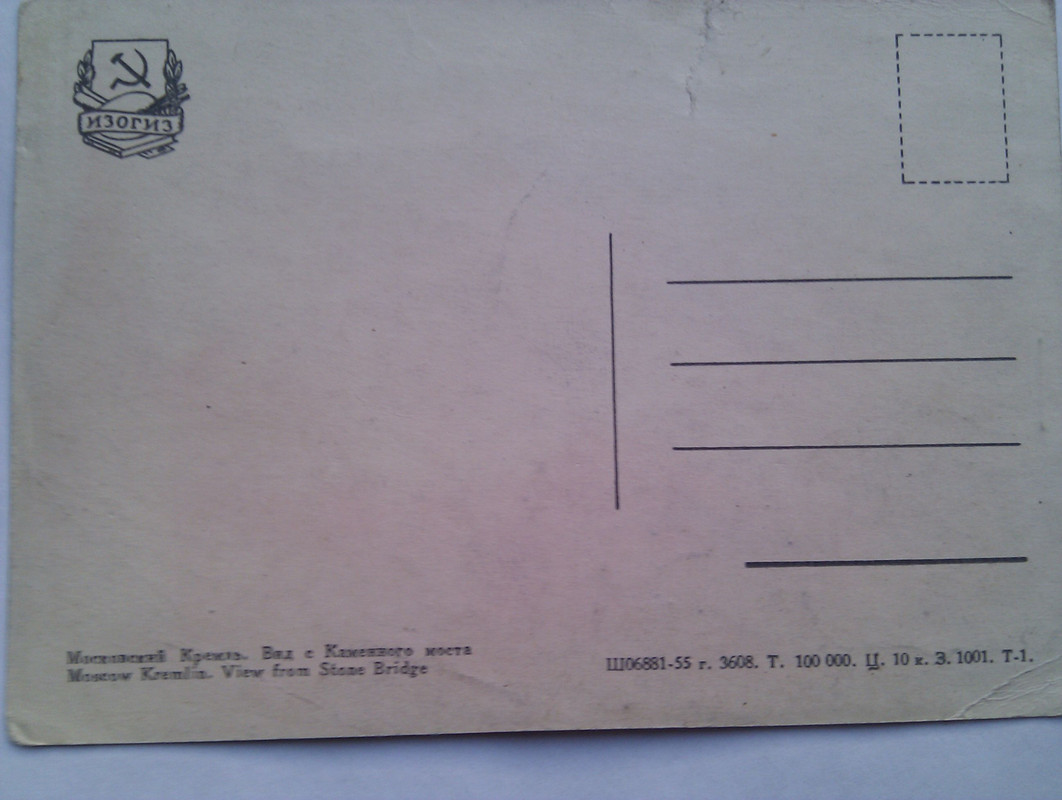 ИЗОГИЗ
Московский Кремль. Вид с Каменного моста
Moscow Kremlin. View from Stone Bridge
Ш06881-55 г. 3608. Т. 100 000. Ц. 10 к. З. 1001. Т-1.